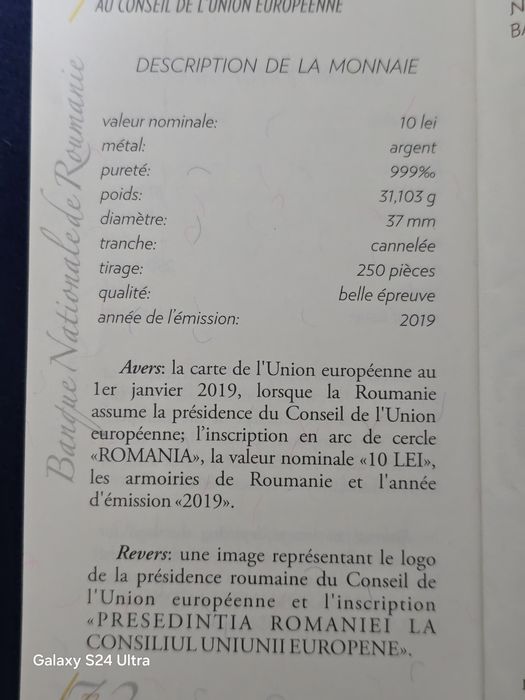 AU CONSEIL DE L'UNION EUROPÉENNE
DESCRIPTION DE LA MONNAIE
valeur nominale: 10 lei
métal: argent
pureté: 999‰
poids: 31,103 g
diamètre: 37 mm
tranche: cannelée
tirage: 250 pièces
qualité: belle épreuve
année de l'émission: 2019
Avers: la carte de l'Union européenne au
1er janvier 2019, lorsque la Roumanie
assume la présidence du Conseil de l'Union
européenne; l'inscription en arc de cercle
«ROMANIA», la valeur nominale «10 LEI»,
les armoiries de Roumanie et l'année
d'émission «2019».
Revers: une image représentant le logo
de la présidence roumaine du Conseil de
l'Union européenne et l'inscription
«PRESEDINTIA ROMANIEI LA
CONSILIUL UNIUNII EUROPENE».
Banque Nationale de Roumanie
Galaxy S24 Ultra